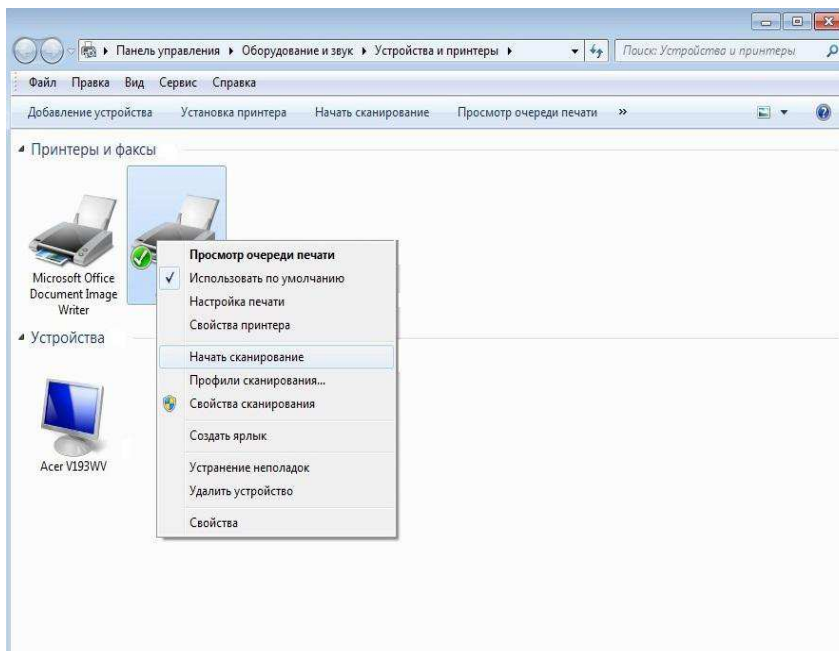 Панель управления ▸ Оборудование и звук ▸ Устройства и принтеры ▸
Поиск: Устройства и принтеры
Файл Правка Вид Сервис Справка
Добавление устройства Установка принтера Начать сканирование Просмотр очереди печати »
Принтеры и факсы
Microsoft Office
Document Image
Writer
Просмотр очереди печати
Использовать по умолчанию
Настройка печати
Свойства принтера
Начать сканирование
Профили сканирования...
Свойства сканирования
Создать ярлык
Устранение неполадок
Удалить устройство
Свойства
Устройства
Acer V193WV